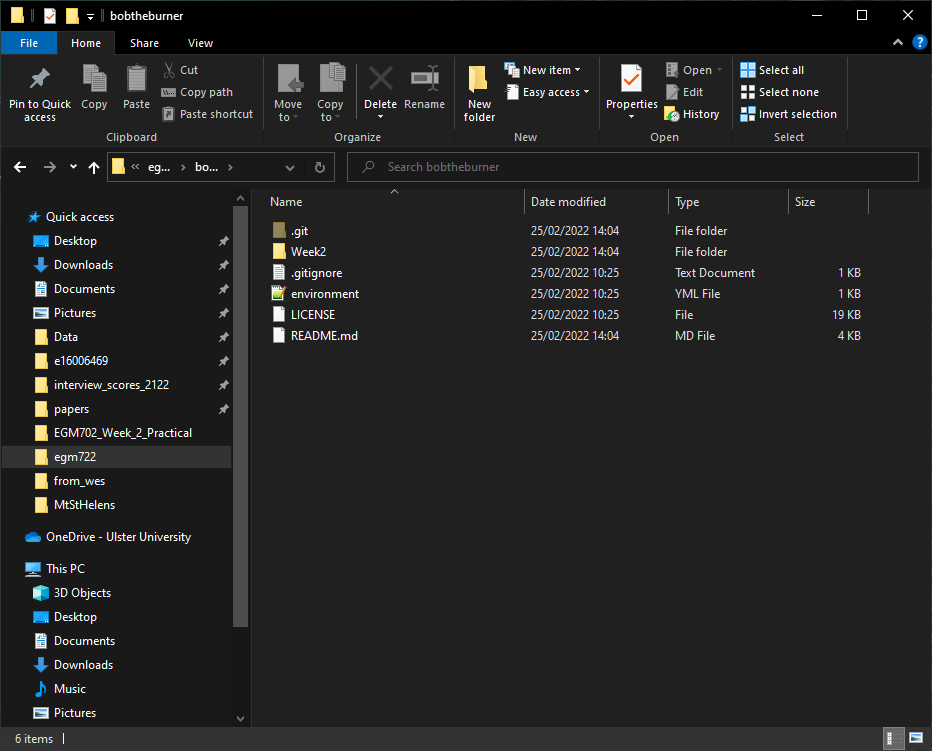 bobtheburner
File Home Share View
Pin to Quick access
Copy
Paste
Cut
Copy path
Paste shortcut
Clipboard
Move to
Copy to
Delete
Rename
Organize
New folder
New item
Easy access
New
Properties
Open
Edit
History
Open
Select all
Select none
Invert selection
Select
« eg... › bo... ›
Search bobtheburner
Quick access
Desktop
Downloads
Documents
Pictures
Data
e16006469
interview_scores_2122
papers
EGM702_Week_2_Practical
egm722
from_wes
MtStHelens
OneDrive - Ulster University
This PC
3D Objects
Desktop
Documents
Downloads
Music
Pictures
Name Date modified Type Size
.git 25/02/2022 14:04 File folder
Week2 25/02/2022 14:04 File folder
.gitignore 25/02/2022 10:25 Text Document 1 KB
environment 25/02/2022 10:25 YML File 1 KB
LICENSE 25/02/2022 10:25 File 19 KB
README.md 25/02/2022 14:04 MD File 4 KB
6 items